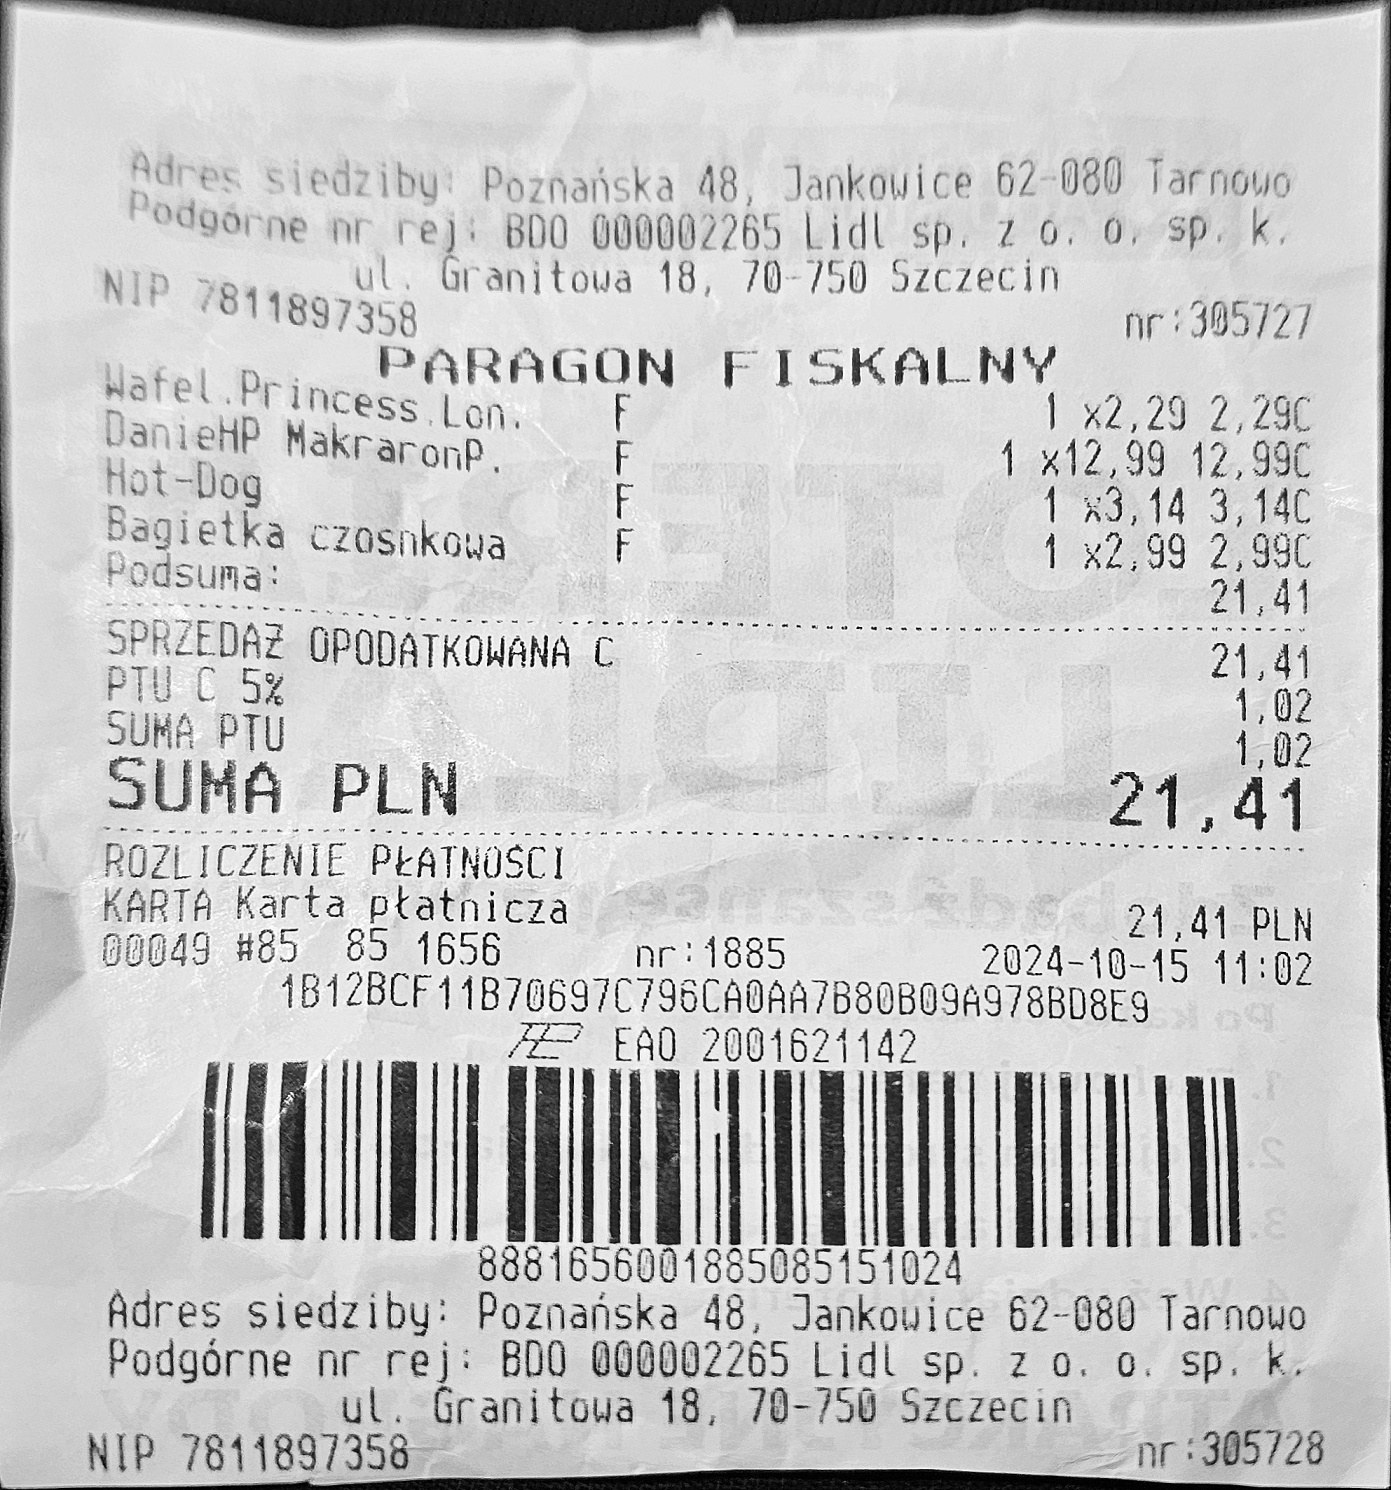 Adres siedziby: Poznańska 48, Jankowice 62-080 Tarnowo
Podgórne nr rej: BDO 000002265 Lidl sp. z o. o. sp. k.
ul. Granitowa 18, 70-750 Szczecin
NIP 7811897358 nr:305727
PARAGON FISKALNY
Wafel.Princess.Lon. F 1 x2,29 2,29C
DanieHP MakraronP. F 1 x12,99 12,99C
Hot-Dog F 1 x3,14 3,14C
Bagietka czosnkowa F 1 x2,99 2,99C
Podsuma: 21,41
SPRZEDAŻ OPODATKOWANA C 21,41
PTU C 5% 1,02
SUMA PTU 1,02
SUMA PLN 21,41
ROZLICZENIE PŁATNOŚCI
KARTA Karta płatnicza 21,41 PLN
00049 #85 85 1656 nr:1885 2024-10-15 11:02
1B12BCF11B70697C796CA0AA7B80B09A978BD8E9
EAO 2001621142
8881656001885085151024
Adres siedziby: Poznańska 48, Jankowice 62-080 Tarnowo
Podgórne nr rej: BDO 000002265 Lidl sp. z o. o. sp. k.
ul. Granitowa 18, 70-750 Szczecin
NIP 7811897358 nr:305728